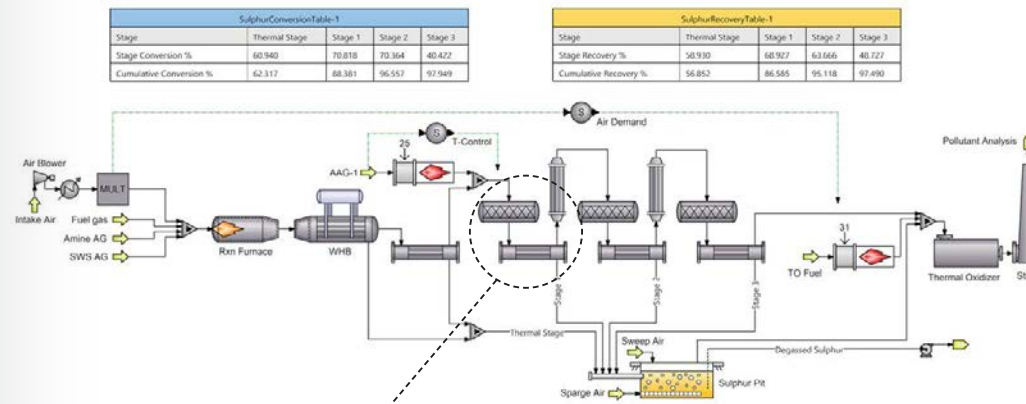 SulphurConversionTable-1
Stage Thermal Stage Stage 1 Stage 2 Stage 3
Stage Conversion % 60.940 70.818 70.364 40.422
Cumulative Conversion % 62.317 88.381 96.557 97.949
SulphurRecoveryTable-1
Stage Thermal Stage Stage 1 Stage 2 Stage 3
Stage Recovery % 58.930 68.927 63.666 48.727
Cumulative Recovery % 56.852 86.585 95.118 97.490
S
Air Demand
S
T-Control
Pollutant Analysis
25
Air Blower
AAG-1
MULT
Intake Air
Fuel gas
Amine AG
SWS AG
Rxn Furnace
WHB
31
TO Fuel
Thermal Oxidizer
St
Stage
Stage 2
Stage 3
Thermal Stage
Sweep Air
Degassed Sulphur
Sulphur Pit
Sparge Air